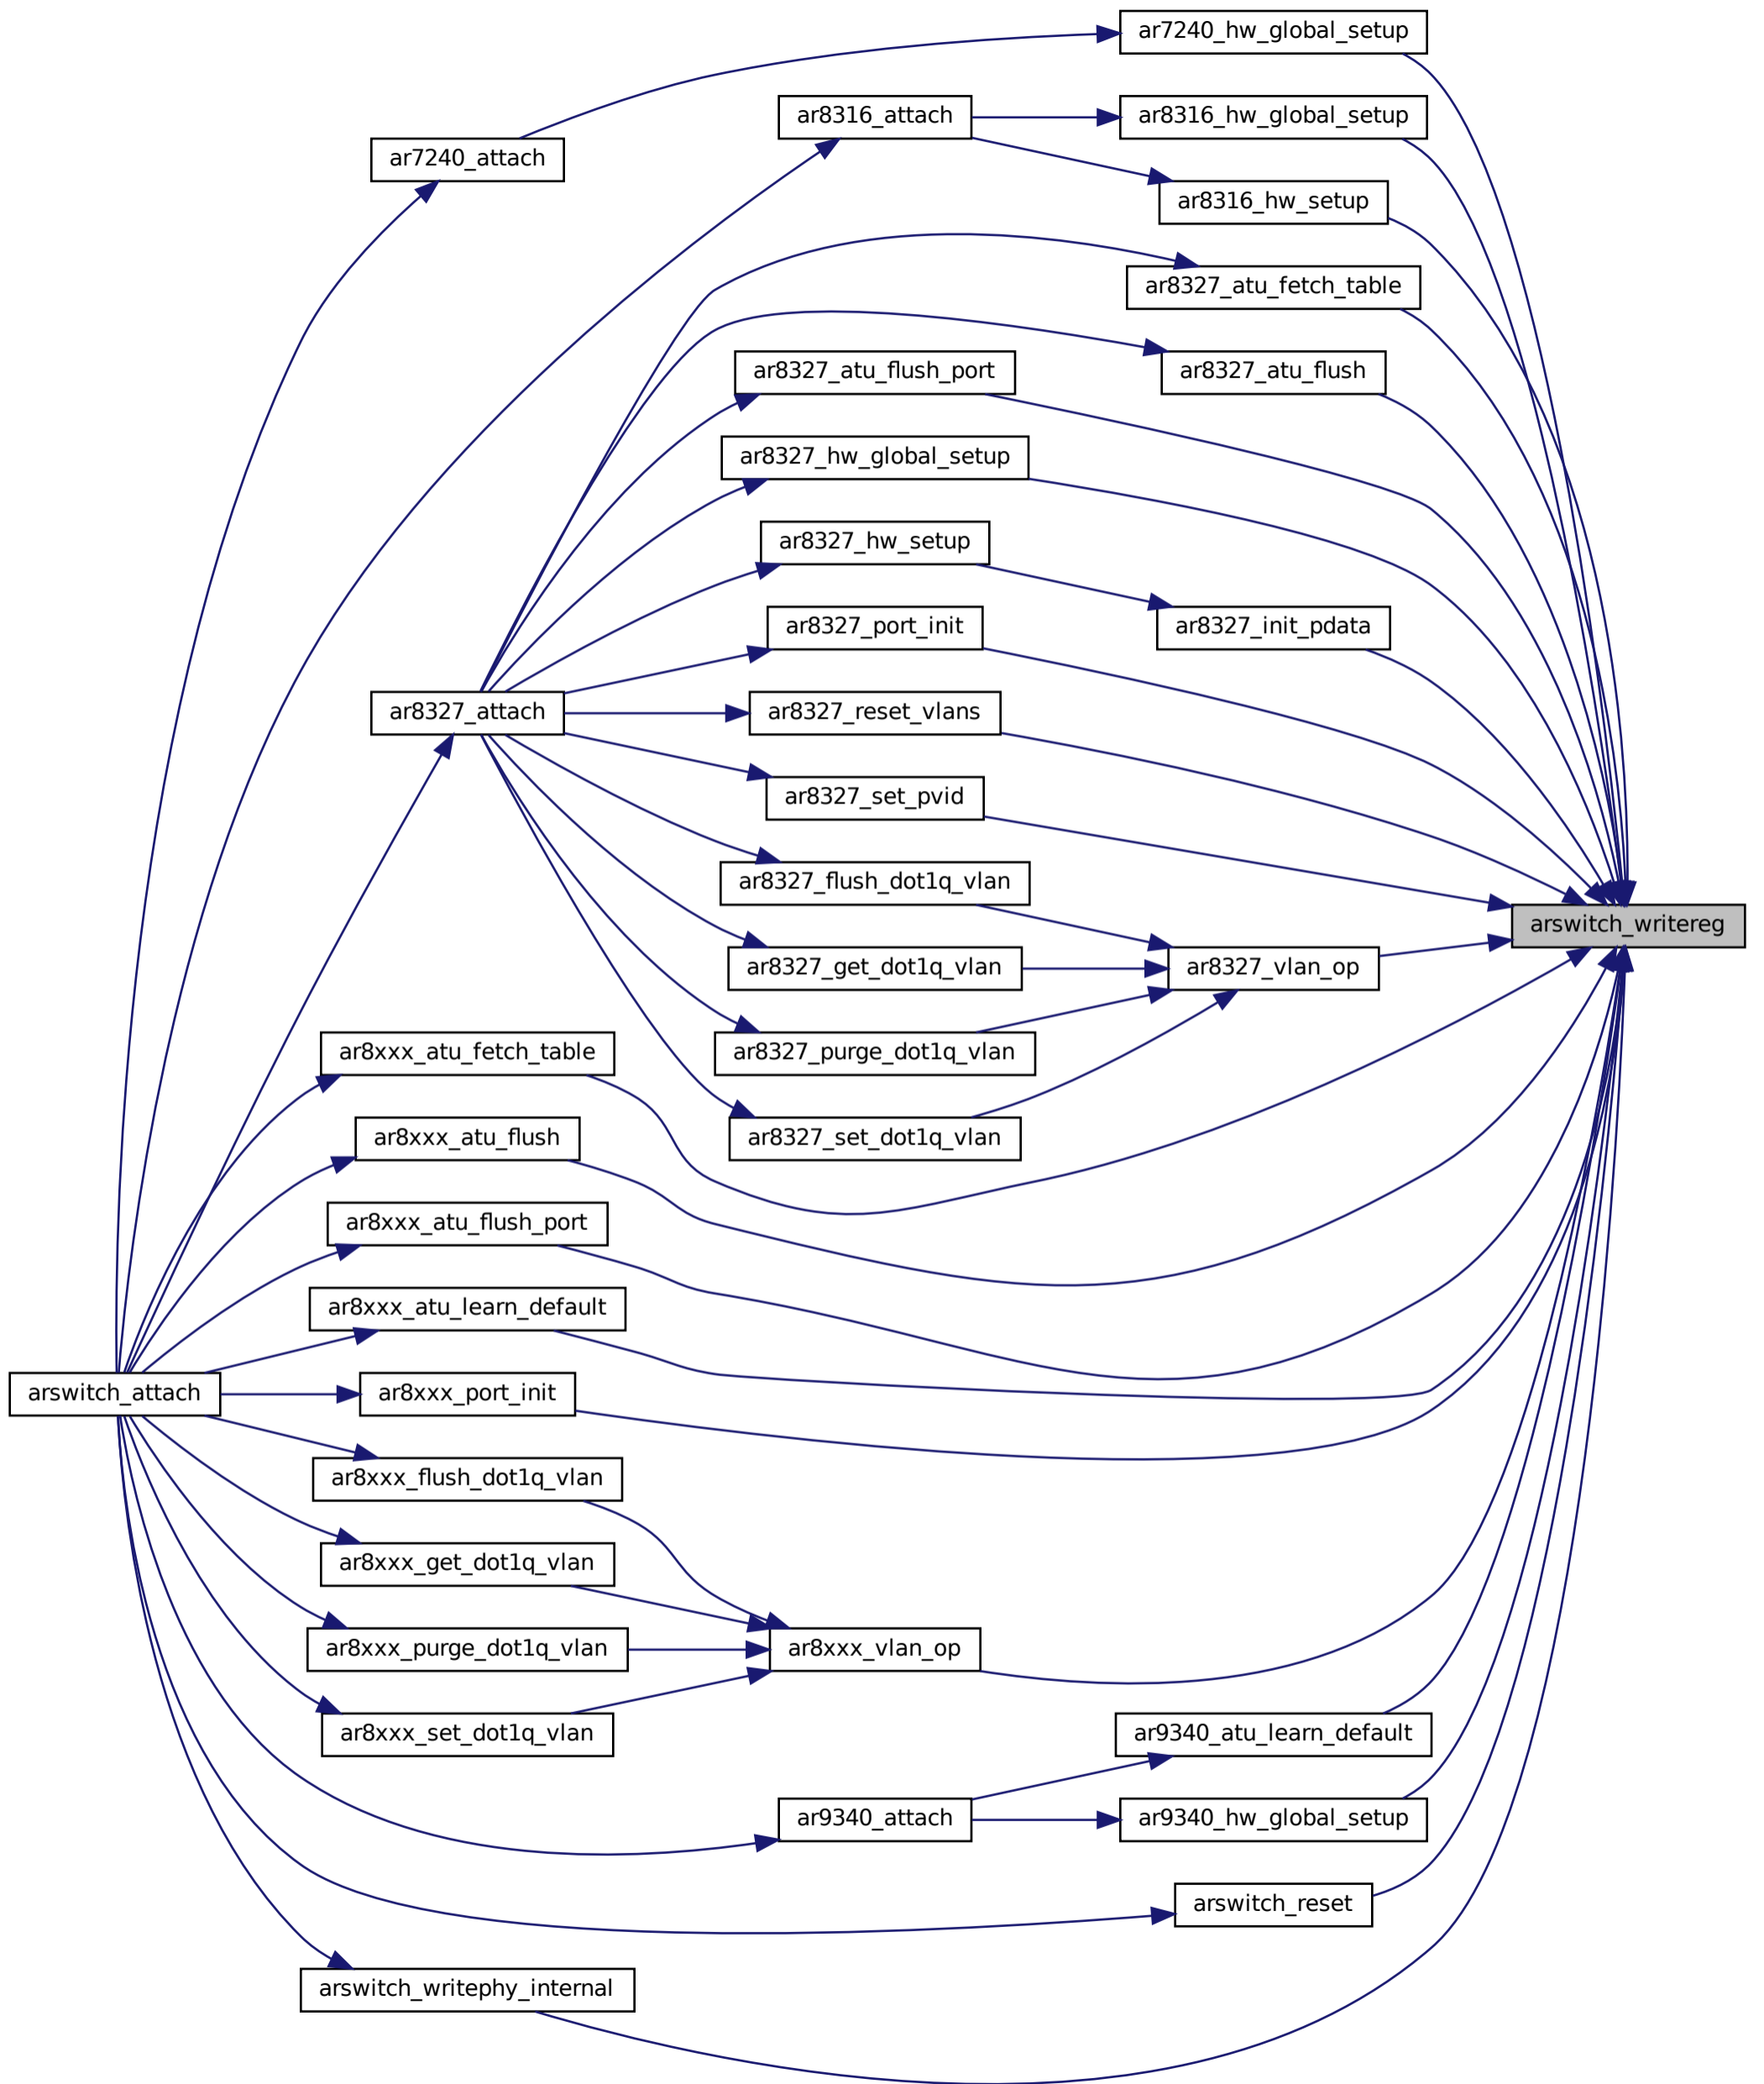 ar7240_hw_global_setup
ar8316_attach
ar8316_hw_global_setup
ar7240_attach
ar8316_hw_setup
ar8327_atu_fetch_table
ar8327_atu_flush_port
ar8327_atu_flush
ar8327_hw_global_setup
ar8327_hw_setup
ar8327_port_init
ar8327_init_pdata
ar8327_attach
ar8327_reset_vlans
ar8327_set_pvid
ar8327_flush_dot1q_vlan
arswitch_writereg
ar8327_get_dot1q_vlan
ar8327_vlan_op
ar8327_purge_dot1q_vlan
ar8xxx_atu_fetch_table
ar8xxx_atu_flush
ar8327_set_dot1q_vlan
ar8xxx_atu_flush_port
ar8xxx_atu_learn_default
arswitch_attach
ar8xxx_port_init
ar8xxx_flush_dot1q_vlan
ar8xxx_get_dot1q_vlan
ar8xxx_purge_dot1q_vlan
ar8xxx_vlan_op
ar8xxx_set_dot1q_vlan
ar9340_atu_learn_default
ar9340_attach
ar9340_hw_global_setup
arswitch_reset
arswitch_writephy_internal